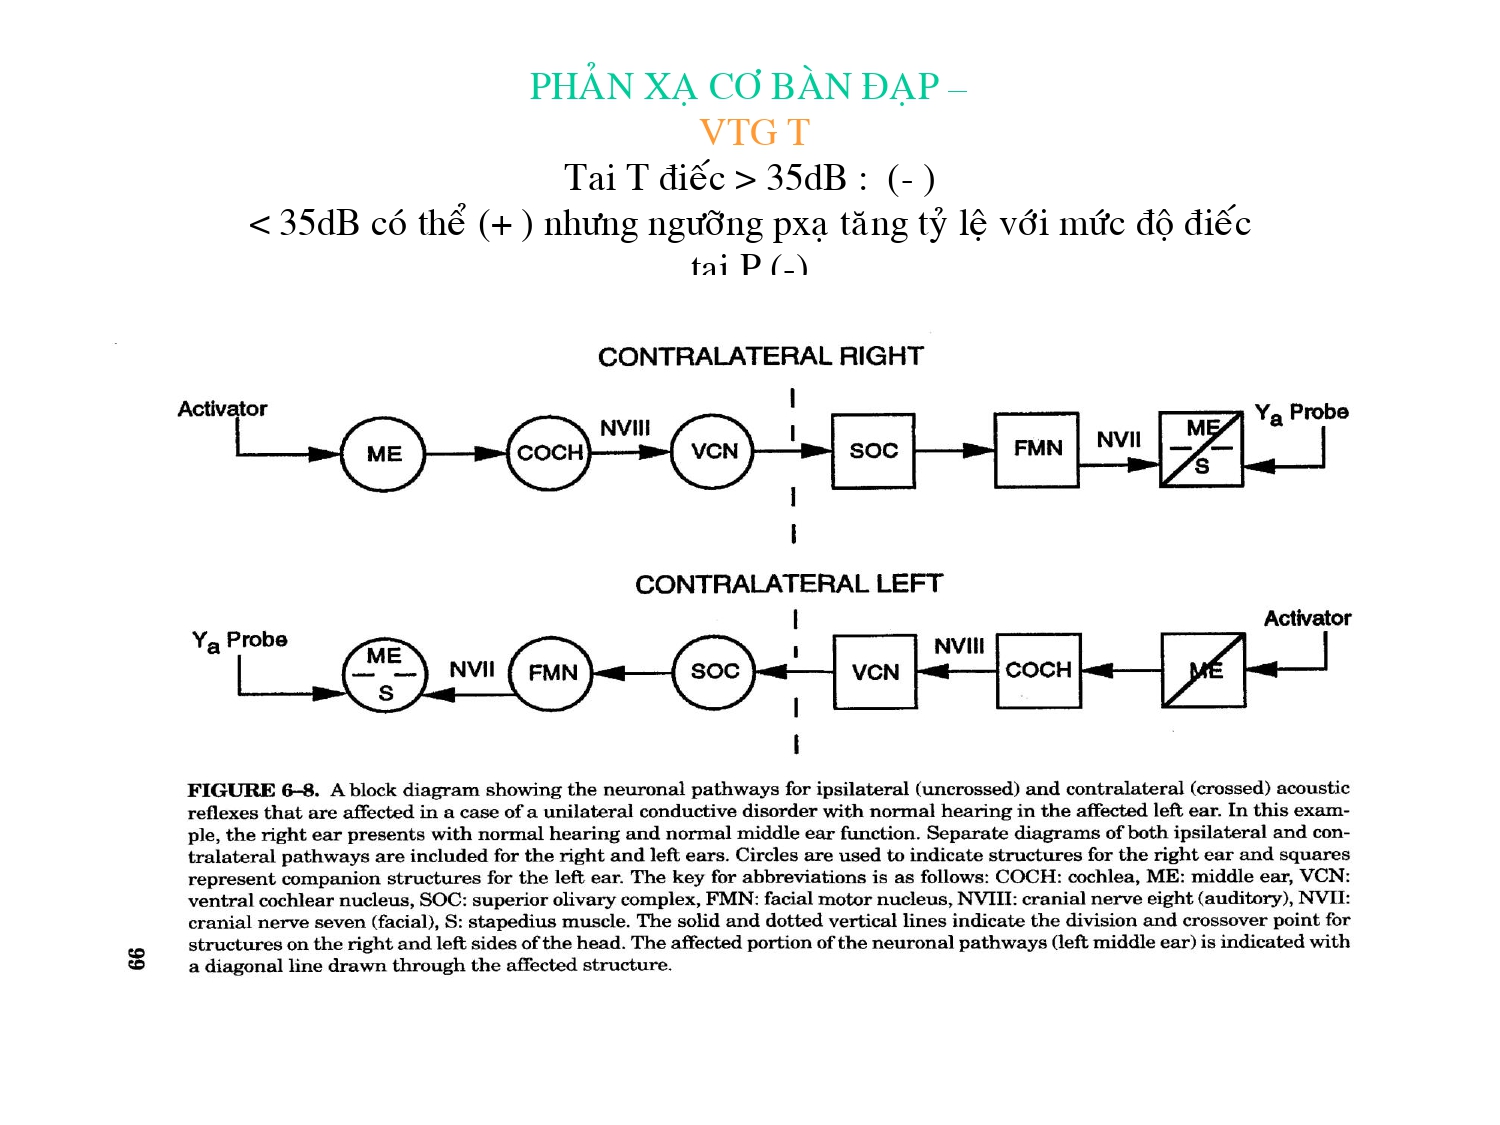 PHẢN XẠ CƠ BÀN ĐẠP –
VTG T
Tai T điếc > 35dB : (- )
< 35dB có thể (+ ) nhưng ngưỡng pxạ tăng tỷ lệ với mức độ điếc
tai P (-)
CONTRALATERAL RIGHT
Activator
ME
COCH
NVIII
VCN
SOC
FMN
NVII
ME
S
Ya Probe
CONTRALATERAL LEFT
Ya Probe
ME
S
NVII
FMN
SOC
VCN
NVIII
COCH
ME
Activator
FIGURE 6–8. A block diagram showing the neuronal pathways for ipsilateral (uncrossed) and contralateral (crossed) acoustic
reflexes that are affected in a case of a unilateral conductive disorder with normal hearing in the affected left ear. In this exam-
ple, the right ear presents with normal hearing and normal middle ear function. Separate diagrams of both ipsilateral and con-
tralateral pathways are included for the right and left ears. Circles are used to indicate structures for the right ear and squares
represent companion structures for the left ear. The key for abbreviations is as follows: COCH: cochlea, ME: middle ear, VCN:
ventral cochlear nucleus, SOC: superior olivary complex, FMN: facial motor nucleus, NVIII: cranial nerve eight (auditory), NVII:
cranial nerve seven (facial), S: stapedius muscle. The solid and dotted vertical lines indicate the division and crossover point for
structures on the right and left sides of the head. The affected portion of the neuronal pathways (left middle ear) is indicated with
a diagonal line drawn through the affected structure.
99